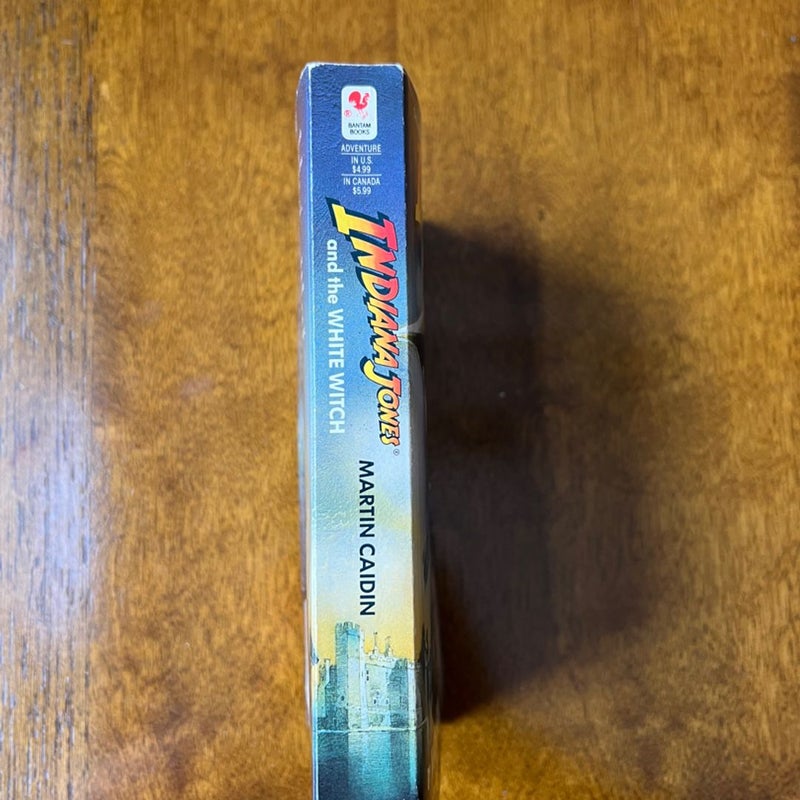 BANTAM
BOOKS
ADVENTURE
IN U.S.
$4.99
IN CANADA
$5.99
INDIANA JONES®
and the WHITE WITCH
MARTIN CAIDIN